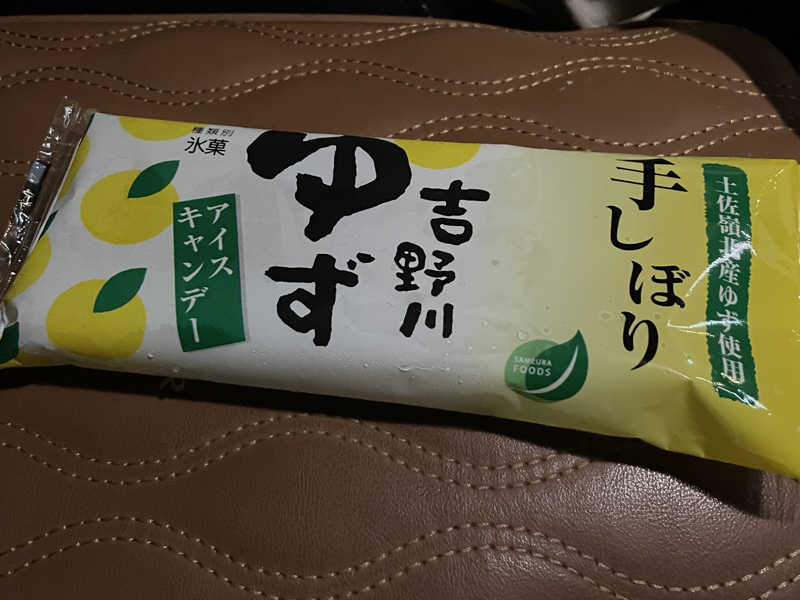 土佐嶺北産ゆず使用
手しぼり
吉野川
ゆず
種類別
氷菓
アイス
キャンデー
SAMEURA
FOODS